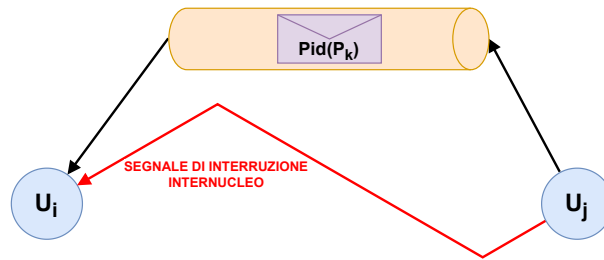 Pid(Pk)
SEGNALE DI INTERRUZIONE
INTERNUCLEO
Ui
Uj